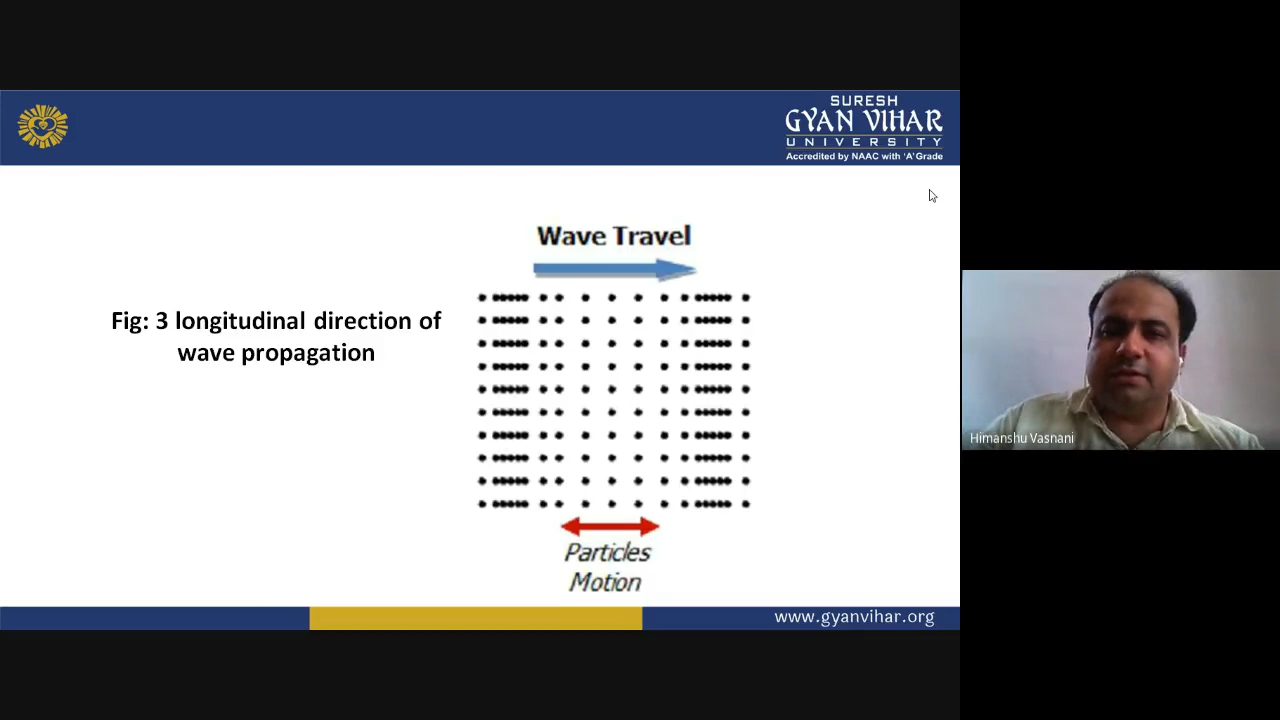 SURESH
GYAN VIHAR
UNIVERSITY
Accredited by NAAC with 'A' Grade
Wave Travel
Fig: 3 longitudinal direction of
wave propagation
Particles
Motion
Himanshu Vasnani
www.gyanvihar.org